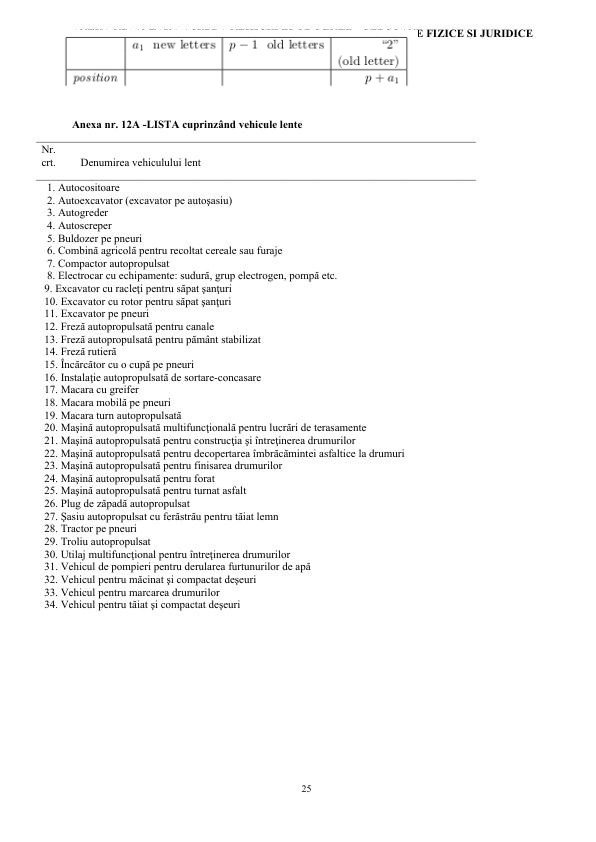 E FIZICE SI JURIDICE
a₁ new letters p − 1 old letters “2”
(old letter)
position p + a₁
Anexa nr. 12A -LISTA cuprinzând vehicule lente
Nr.
crt. Denumirea vehiculului lent
1. Autocositoare
2. Autoexcavator (excavator pe autoşasiu)
3. Autogreder
4. Autoscreper
5. Buldozer pe pneuri
6. Combină agricolă pentru recoltat cereale sau furaje
7. Compactor autopropulsat
8. Electrocar cu echipamente: sudură, grup electrogen, pompă etc.
9. Excavator cu racleţi pentru săpat şanţuri
10. Excavator cu rotor pentru săpat şanţuri
11. Excavator pe pneuri
12. Freză autopropulsată pentru canale
13. Freză autopropulsată pentru pământ stabilizat
14. Freză rutieră
15. Încărcător cu o cupă pe pneuri
16. Instalaţie autopropulsată de sortare-concasare
17. Macara cu greifer
18. Macara mobilă pe pneuri
19. Macara turn autopropulsată
20. Maşină autopropulsată multifuncţională pentru lucrări de terasamente
21. Maşină autopropulsată pentru construcţia şi întreţinerea drumurilor
22. Maşină autopropulsată pentru decopertarea îmbrăcămintei asfaltice la drumuri
23. Maşină autopropulsată pentru finisarea drumurilor
24. Maşină autopropulsată pentru forat
25. Maşină autopropulsată pentru turnat asfalt
26. Plug de zăpadă autopropulsat
27. Şasiu autopropulsat cu ferăstrău pentru tăiat lemn
28. Tractor pe pneuri
29. Troliu autopropulsat
30. Utilaj multifuncţional pentru întreţinerea drumurilor
31. Vehicul de pompieri pentru derularea furtunurilor de apă
32. Vehicul pentru măcinat şi compactat deşeuri
33. Vehicul pentru marcarea drumurilor
34. Vehicul pentru tăiat şi compactat deşeuri
25